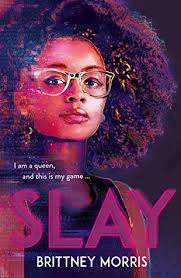 I am a queen,
and this is my game ...
SLAY
BRITTNEY MORRIS